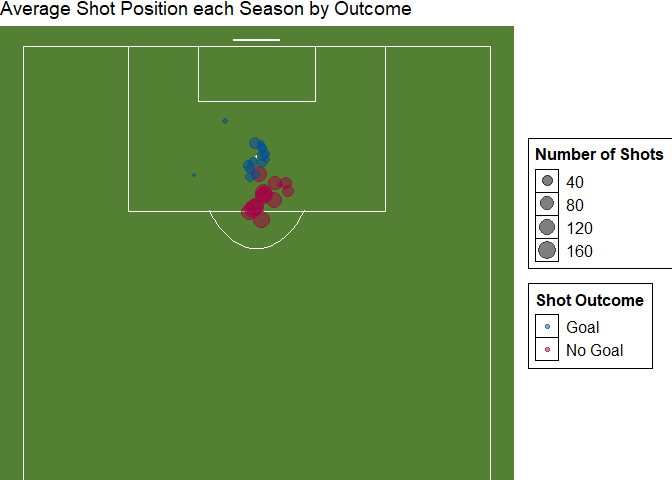 Average Shot Position each Season by Outcome
Number of Shots
40
80
120
160
Shot Outcome
Goal
No Goal